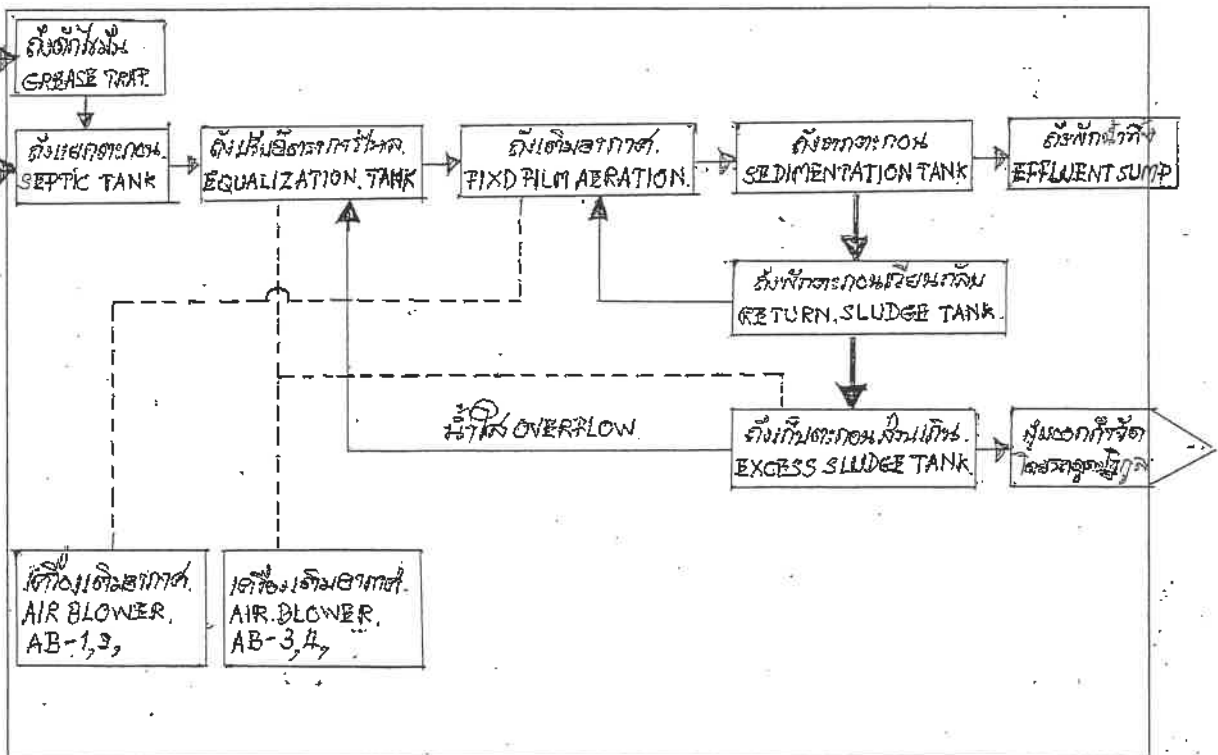 ถังดักไขมัน
GREASE TRAP.
ถังแยกตะกอน.
SEPTIC TANK
ถังปรับอัตราการไหล.
EQUALIZATION. TANK
ถังเติมอากาศ.
FIXD FILM AERATION.
ถังตกตะกอน
SEDIMENTATION TANK
ถังพักน้ำทิ้ง
EFFLUENT SUMP
ถังพักตะกอนเวียนกลับ
RETURN. SLUDGE TANK.
น้ำใส OVERFLOW
ถังเก็บตะกอนส่วนเกิน.
EXCESS SLUDGE TANK.
สูบออกกำจัด
โดยรถดูดปฏิกูล
เครื่องเติมอากาศ.
AIR BLOWER.
AB-1,2,
เครื่องเติมอากาศ.
AIR. BLOWER.
AB-3,4,